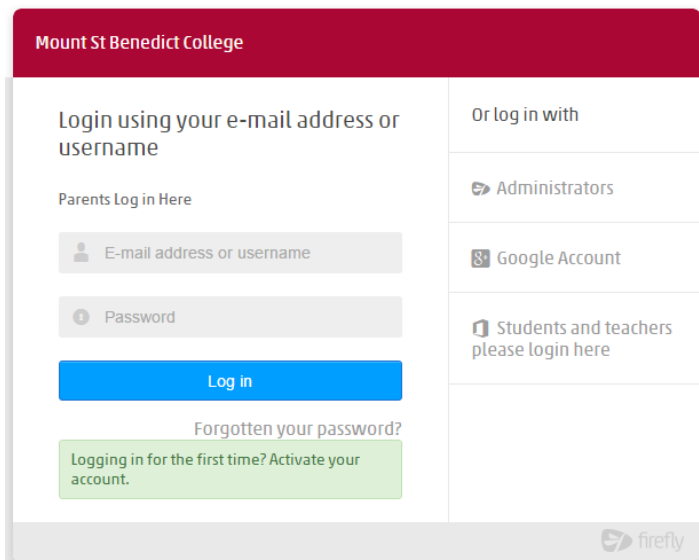 Mount St Benedict College
Login using your e-mail address or
username
Parents Log in Here
E-mail address or username
Password
Log in
Forgotten your password?
Logging in for the first time? Activate your
account.
Or log in with
Administrators
8+ Google Account
Students and teachers
please login here
firefly